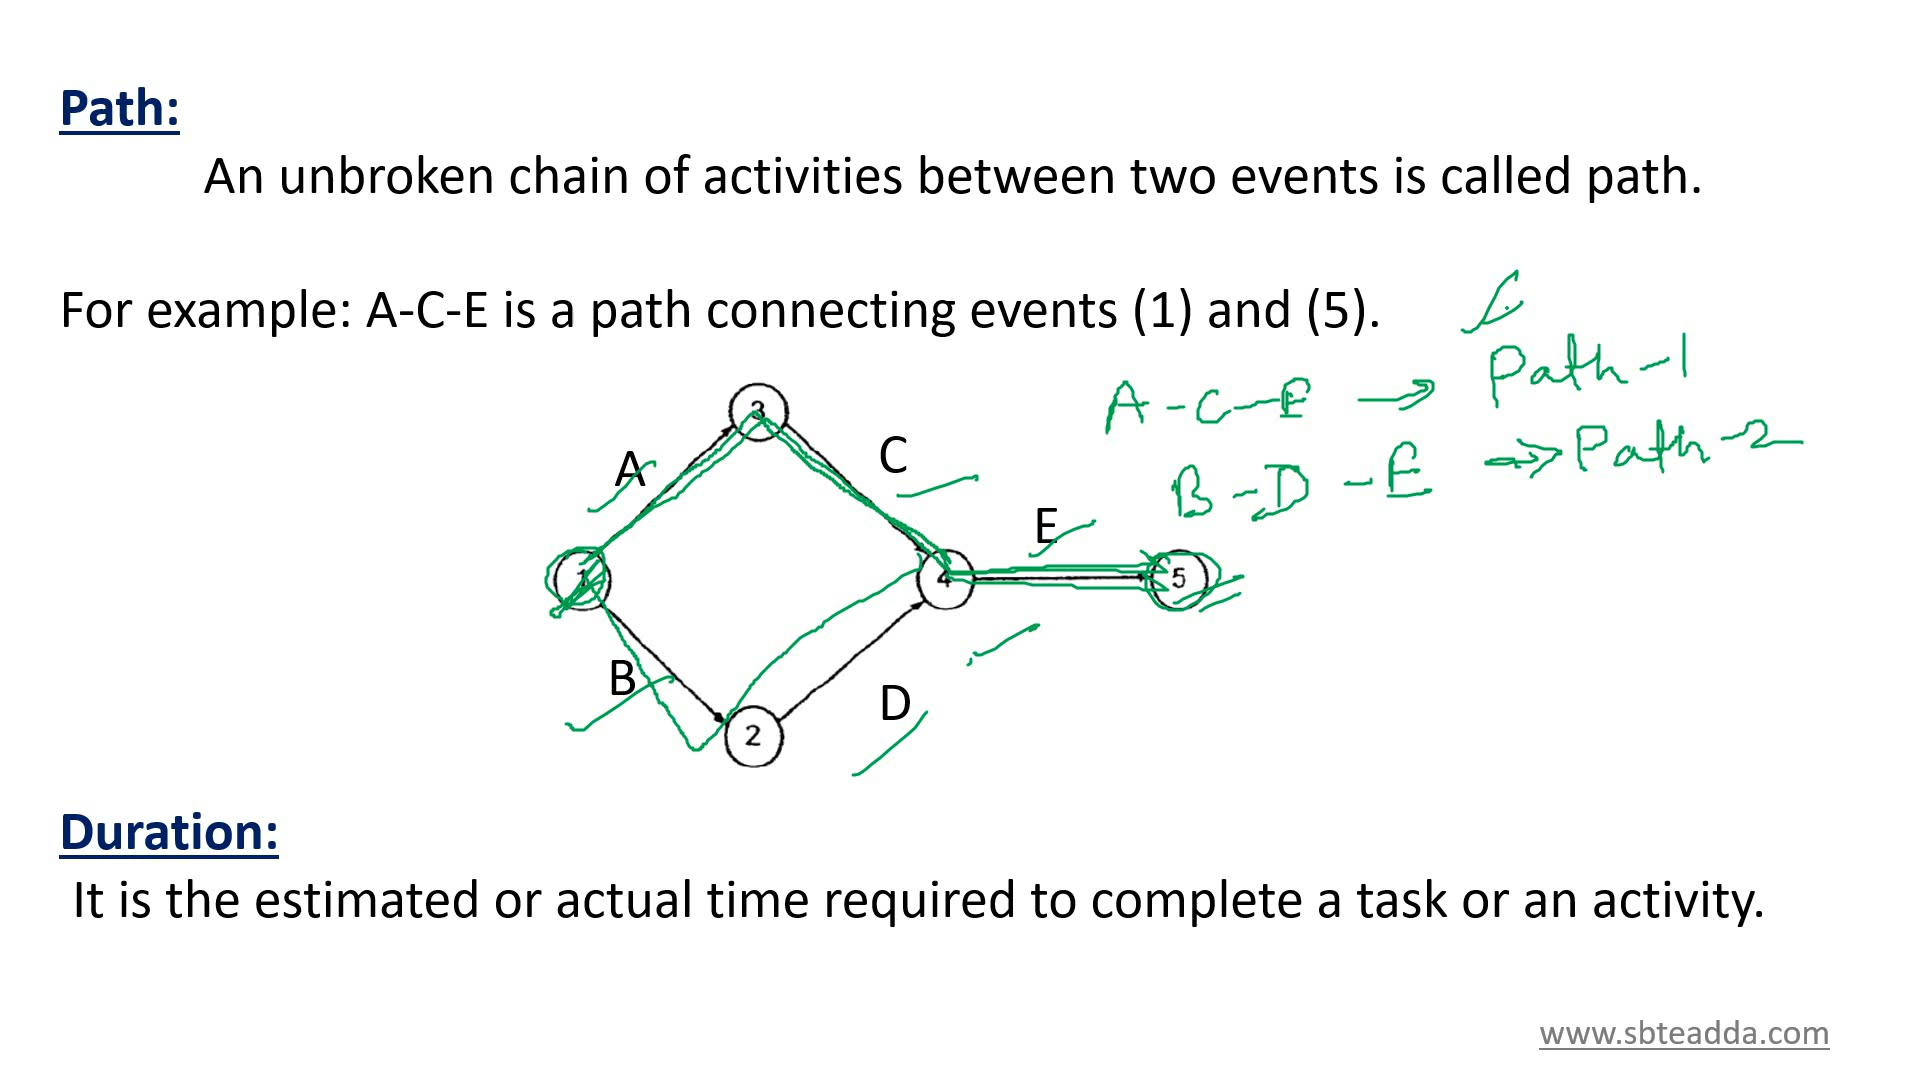 Path:
An unbroken chain of activities between two events is called path.
For example: A-C-E is a path connecting events (1) and (5).
A-C-E → Path-1
B-D-E → Path-2
3
A
C
E
1
4
5
B
D
2
Duration:
It is the estimated or actual time required to complete a task or an activity.
www.sbteadda.com